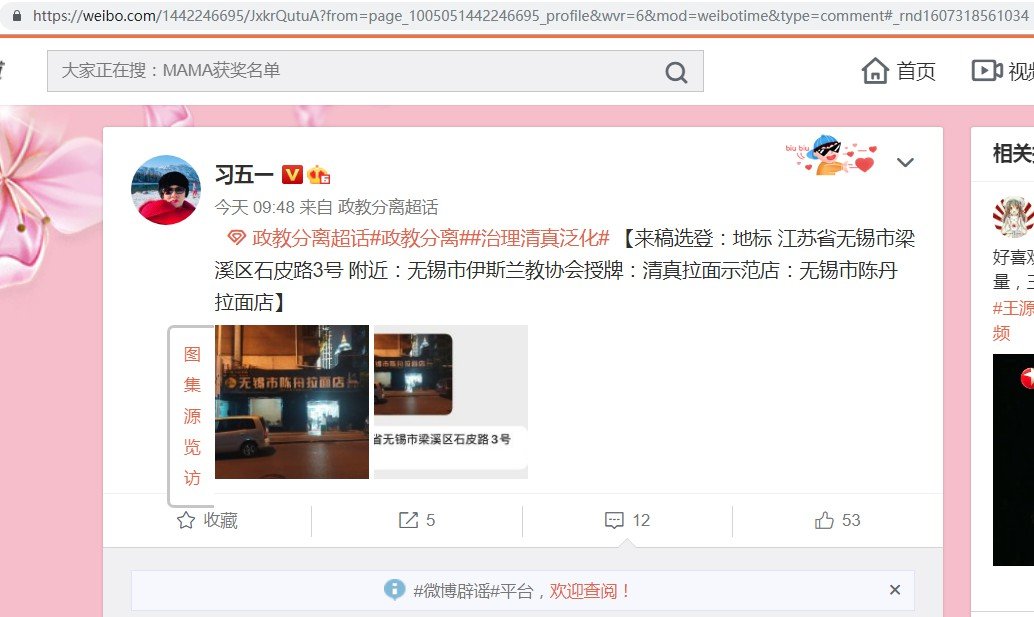 https://weibo.com/1442246695/JxkrQutuA?from=page_1005051442246695_profile&wvr=6&mod=weibotime&type=comment#_rnd1607318561034
大家正在搜：MAMA获奖名单
首页
视频
习五一
biu biu
今天 09:48 来自 政教分离超话
政教分离超话#政教分离##治理清真泛化# 【来稿选登：地标 江苏省无锡市梁
溪区石皮路3号 附近：无锡市伊斯兰教协会授牌：清真拉面示范店：无锡市陈丹
拉面店】
图
集
源
览
访
无锡市陈丹拉面店
省无锡市梁溪区石皮路3号
收藏
5
12
53
#微博辟谣#平台，欢迎查阅！
相关
好喜
量，王
#王源
频